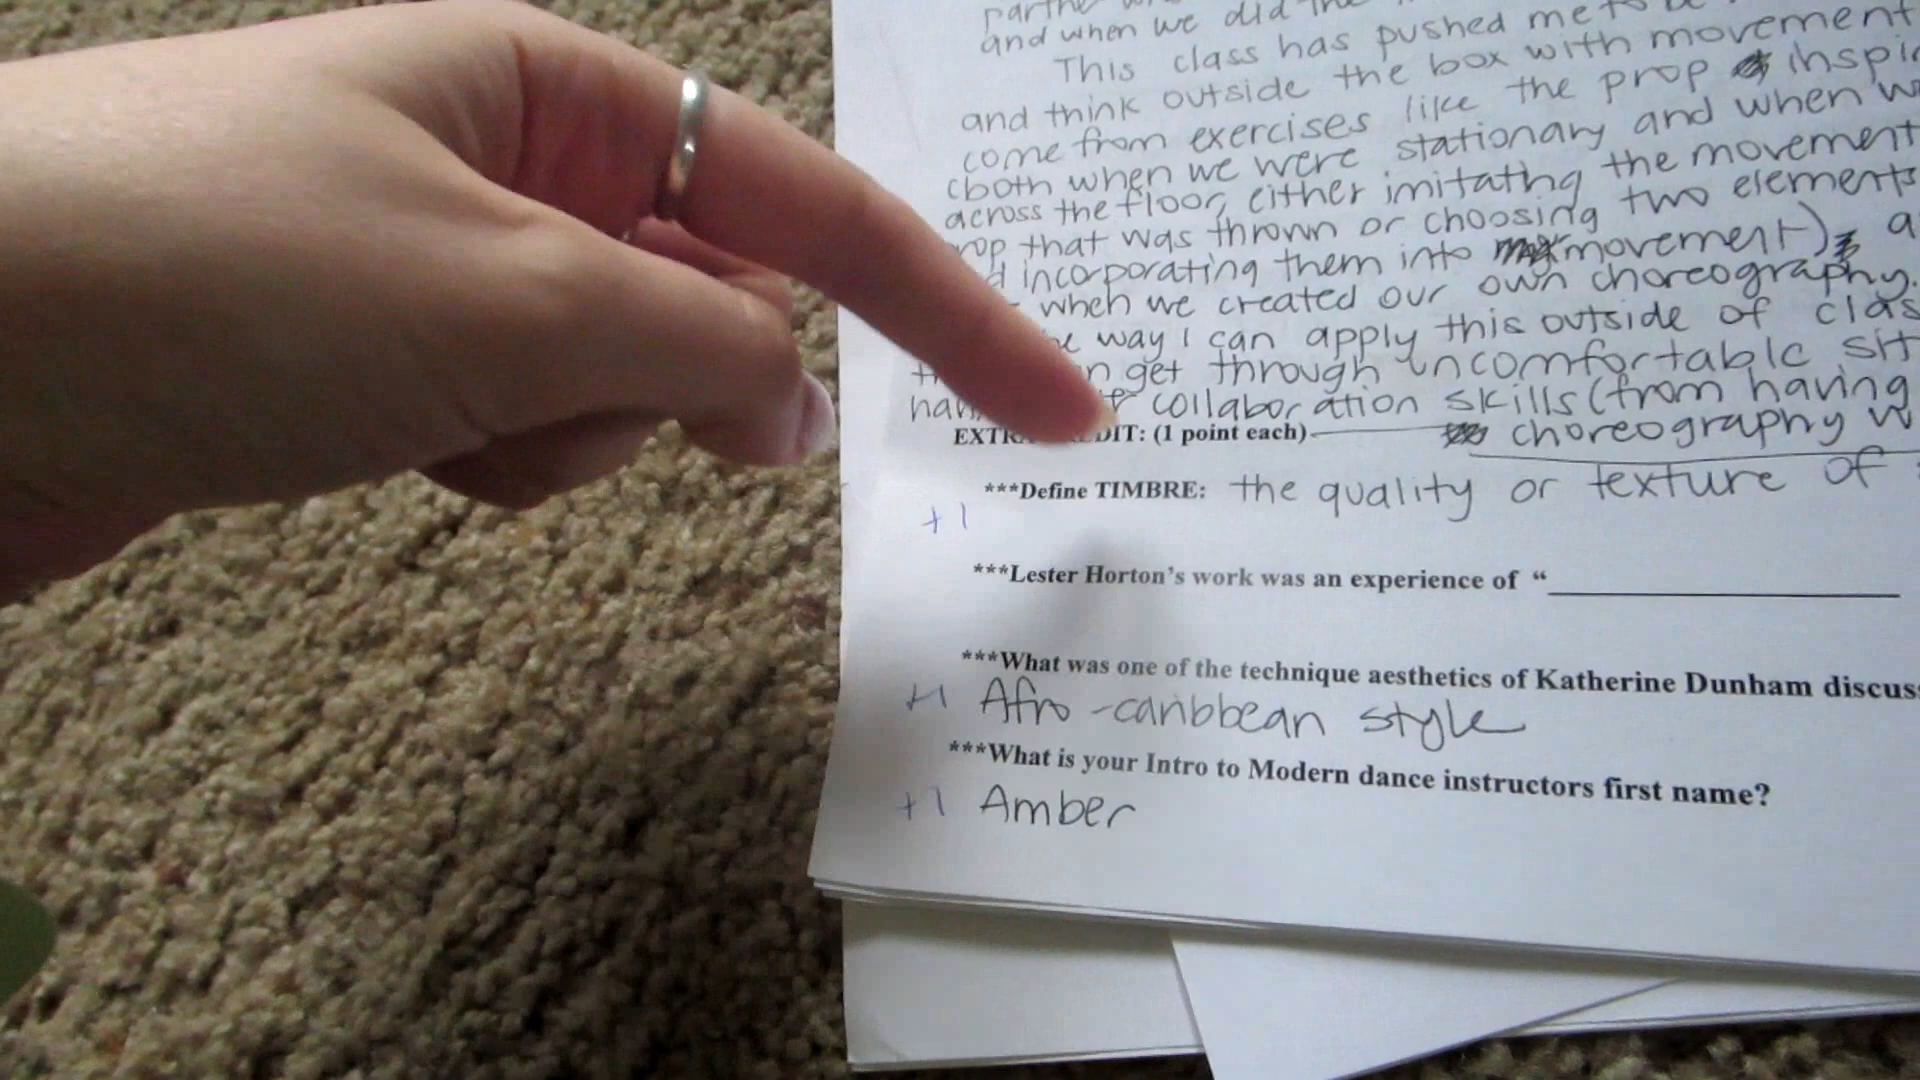 and when we did the
This class has pushed me to
and think outside the box with movement
come from exercises like the prop
(both when we were stationary and when
across the floor, either imitating the movement
that was thrown or choosing two elements
incorporating them into movement), a
when we created our own choreography.
way I can apply this outside of
get through uncomfortable
collaboration skills (from having
EXTRA CREDIT: (1 point each) choreography
***Define TIMBRE: the quality or texture of
+1
***Lester Horton's work was an experience of “
***What was one of the technique aesthetics of Katherine Dunham
+1 Afro-caribbean style
***What is your Intro to Modern dance instructors first name?
+1 Amber